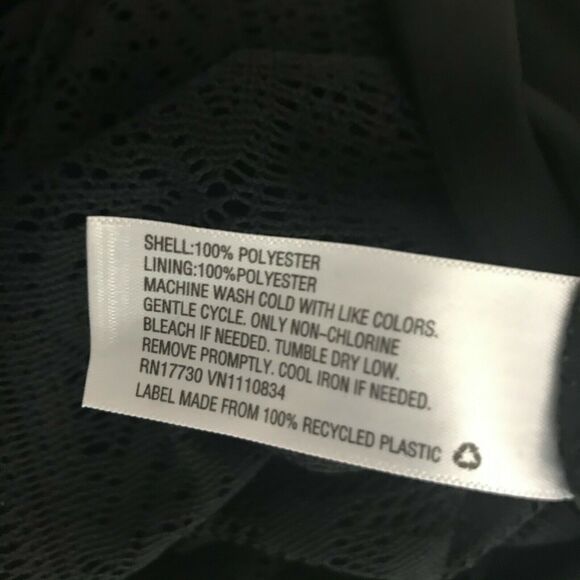 SHELL:100% POLYESTER
LINING:100%POLYESTER
MACHINE WASH COLD WITH LIKE COLORS.
GENTLE CYCLE. ONLY NON-CHLORINE
BLEACH IF NEEDED. TUMBLE DRY LOW.
REMOVE PROMPTLY. COOL IRON IF NEEDED.
RN17730 VN1110834
LABEL MADE FROM 100% RECYCLED PLASTIC